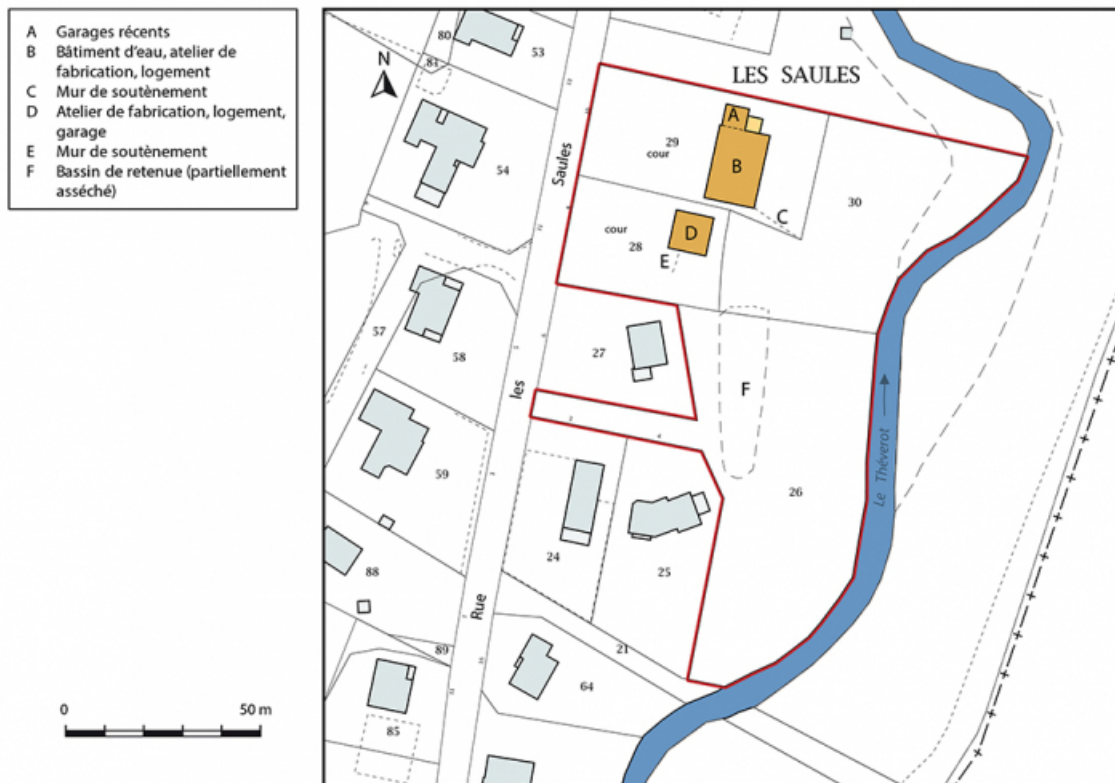 A Garages récents
B Bâtiment d'eau, atelier de
fabrication, logement
C Mur de soutènement
D Atelier de fabrication, logement,
garage
E Mur de soutènement
F Bassin de retenue (partiellement
asséché)
0 50 m
N
80
53
81
LES SAULES
A
29
cour
B
54
Saules
C
30
D
cour
28
E
57
58
27
les
F
Le Théverot
59
26
24
25
88
Rue
21
89
64
85